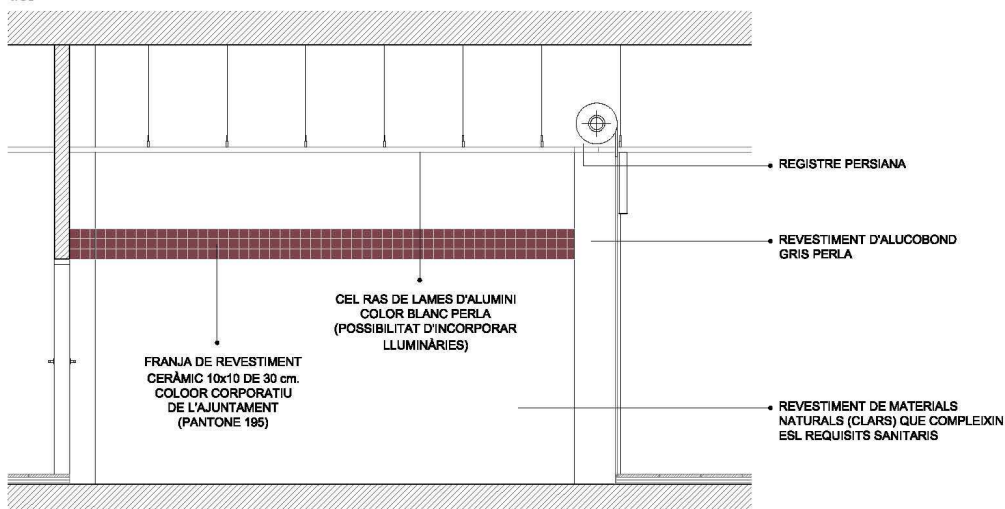 REGISTRE PERSIANA
REVESTIMENT D'ALUCOBOND
GRIS PERLA
CEL RAS DE LAMES D'ALUMINI
COLOR BLANC PERLA
(POSSIBILITAT D'INCORPORAR
LLUMINÀRIES)
FRANJA DE REVESTIMENT
CERÀMIC 10x10 DE 30 cm.
COLOOR CORPORATIU
DE L'AJUNTAMENT
(PANTONE 195)
REVESTIMENT DE MATERIALS
NATURALS (CLARS) QUE COMPLEIXIN
ESL REQUISITS SANITARIS